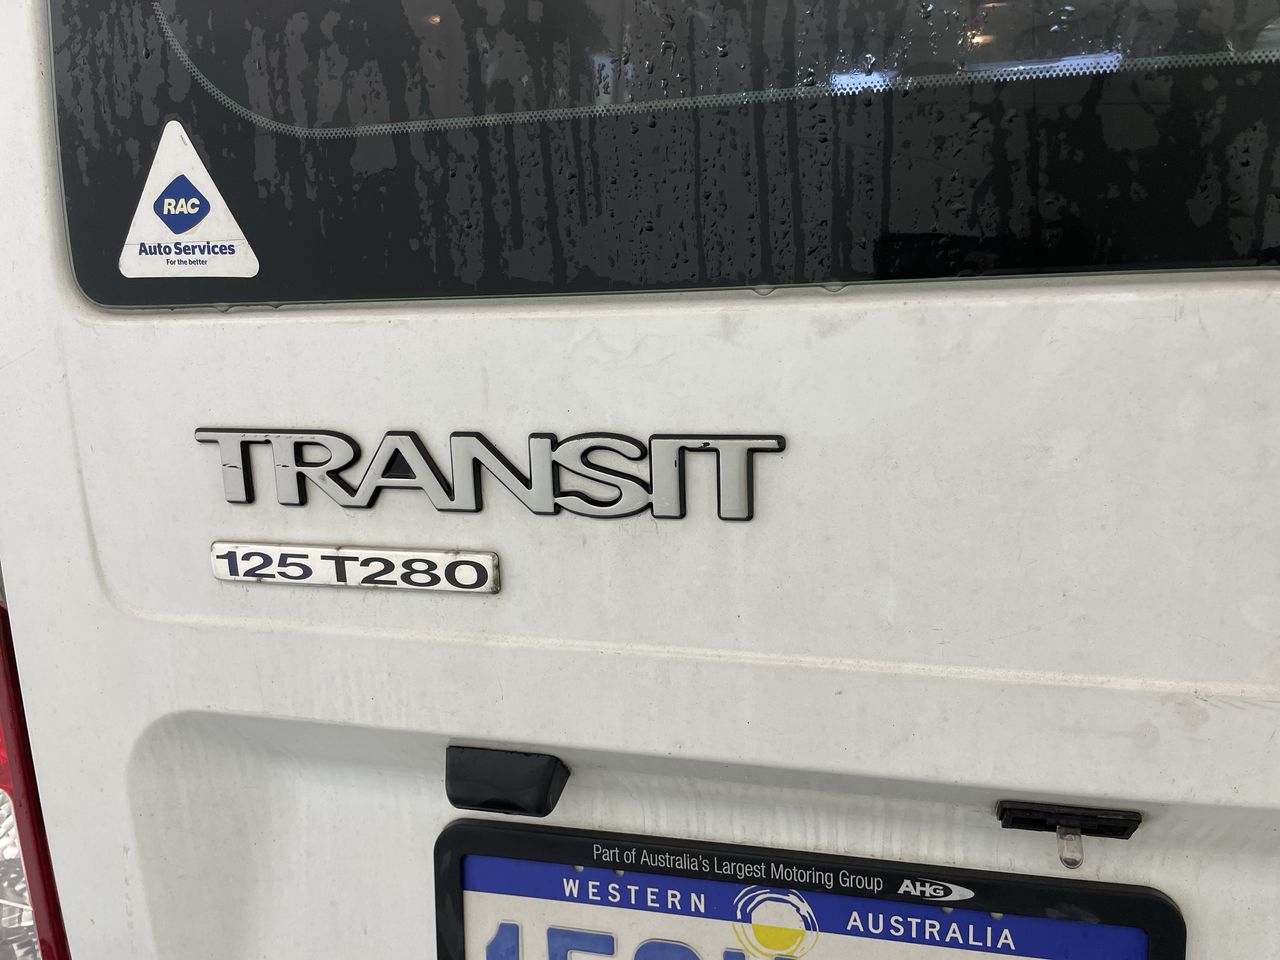 RAC
Auto Services
For the better
TRANSIT
125 T280
Part of Australia's Largest Motoring Group AHG
WESTERN AUSTRALIA